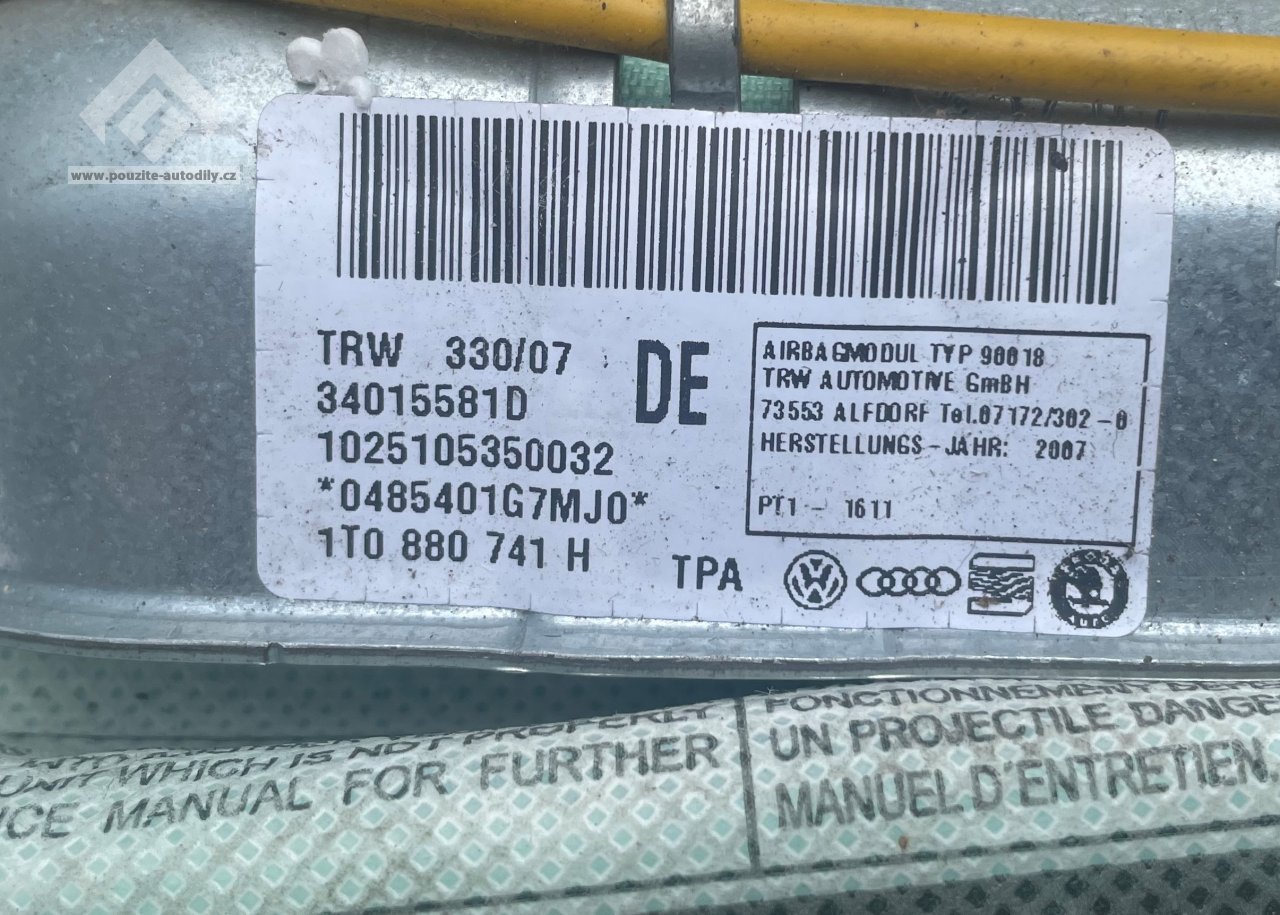 www.pouzite-autodily.cz
TRW 330/07
34015581D
1025105350032
*0485401G7MJ0*
1T0 880 741 H
DE
TPA
AIRBAGMODUL TYP 90018
TRW AUTOMOTIVE GmBH
73553 ALFDORF Tel.07172/302-0
HERSTELLUNGS-JAHR: 2007
PT1 - 1611
UNIT WHICH IS NOT PROPERLY
MANUAL FOR FURTHER
FONCTIONNEMENT
UN PROJECTILE
MANUEL D'ENTRETIEN.